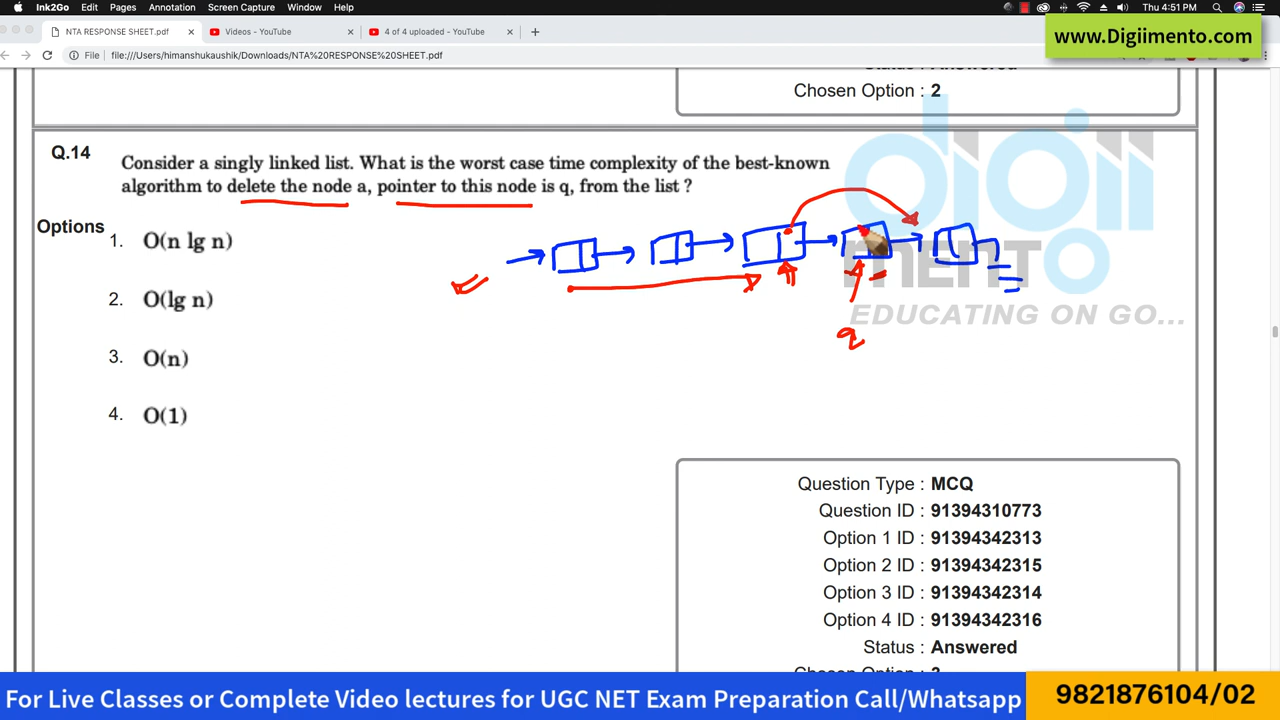 Ink2Go Edit Pages Annotation Screen Capture Window Help Thu 4:51 PM
NTA RESPONSE SHEET.pdf Videos - YouTube 4 of 4 uploaded - YouTube
File file:///Users/himanshukaushik/Downloads/NTA%20RESPONSE%20SHEET.pdf
www.Digiimento.com
Status : Answered
Chosen Option : 2
Q.14
Consider a singly linked list. What is the worst case time complexity of the best-known
algorithm to delete the node a, pointer to this node is q, from the list ?
Options
1. O(n lg n)
2. O(lg n)
3. O(n)
4. O(1)
q
digii
MENTO
EDUCATING ON GO...
Question Type : MCQ
Question ID : 91394310773
Option 1 ID : 91394342313
Option 2 ID : 91394342315
Option 3 ID : 91394342314
Option 4 ID : 91394342316
Status : Answered
Chosen Option :
For Live Classes or Complete Video lectures for UGC NET Exam Preparation Call/Whatsapp
9821876104/02